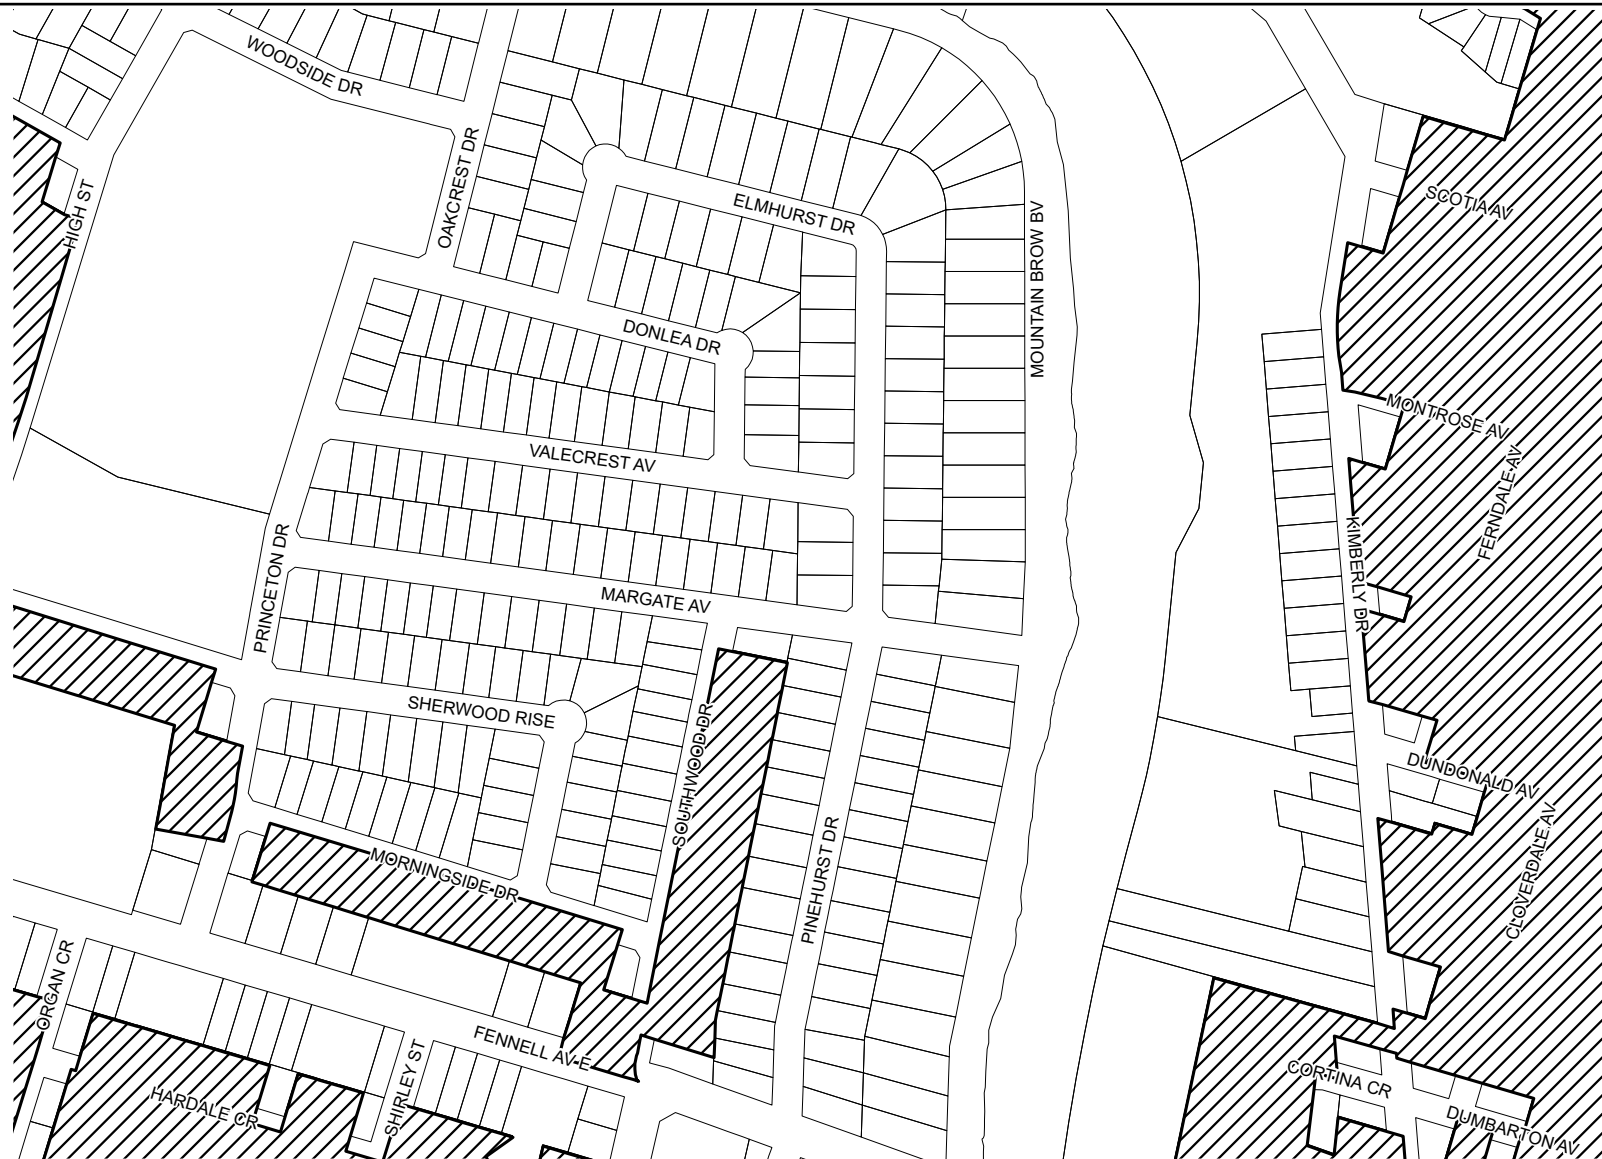 WOODSIDE DR
OAKCREST DR
HIGH ST
ELMHURST DR
MOUNTAIN BROW BV
SCOTIA AV
DONLEA DR
MONTROSE AV
FERNDALE AV
VALECREST AV
KIMBERLY DR
PRINCETON DR
MARGATE AV
SHERWOOD RISE
SOUTHWOOD DR
DUNDONALD AV
CLOVERDALE AV
MORNINGSIDE DR
PINEHURST DR
ORGAN CR
FENNELL AV E
SHIRLEY ST
HARDALE CR
CORTINA CR
DUMBARTON AV